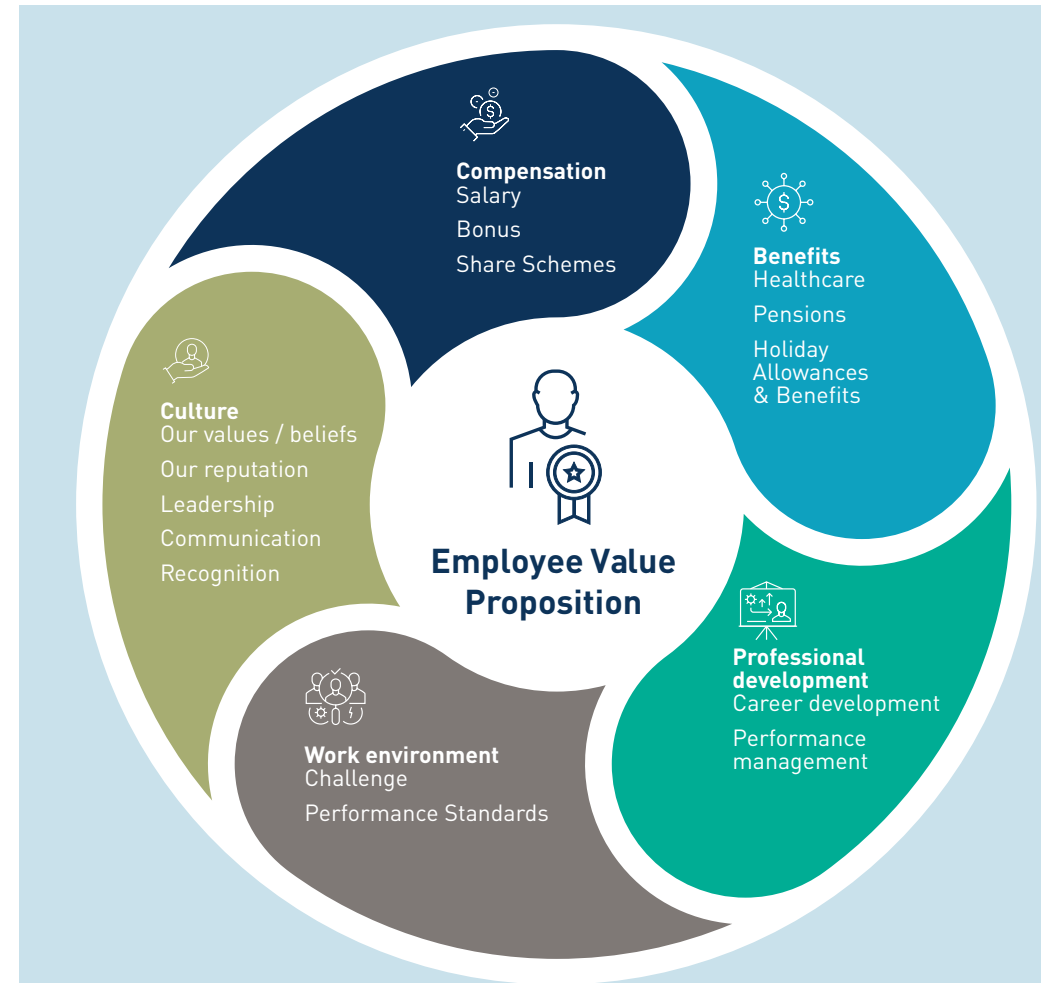 Compensation
Salary
Bonus
Share Schemes
Benefits
Healthcare
Pensions
Holiday
Allowances
& Benefits
Professional
development
Career development
Performance
management
Work environment
Challenge
Performance Standards
Culture
Our values / beliefs
Our reputation
Leadership
Communication
Recognition
Employee Value
Proposition